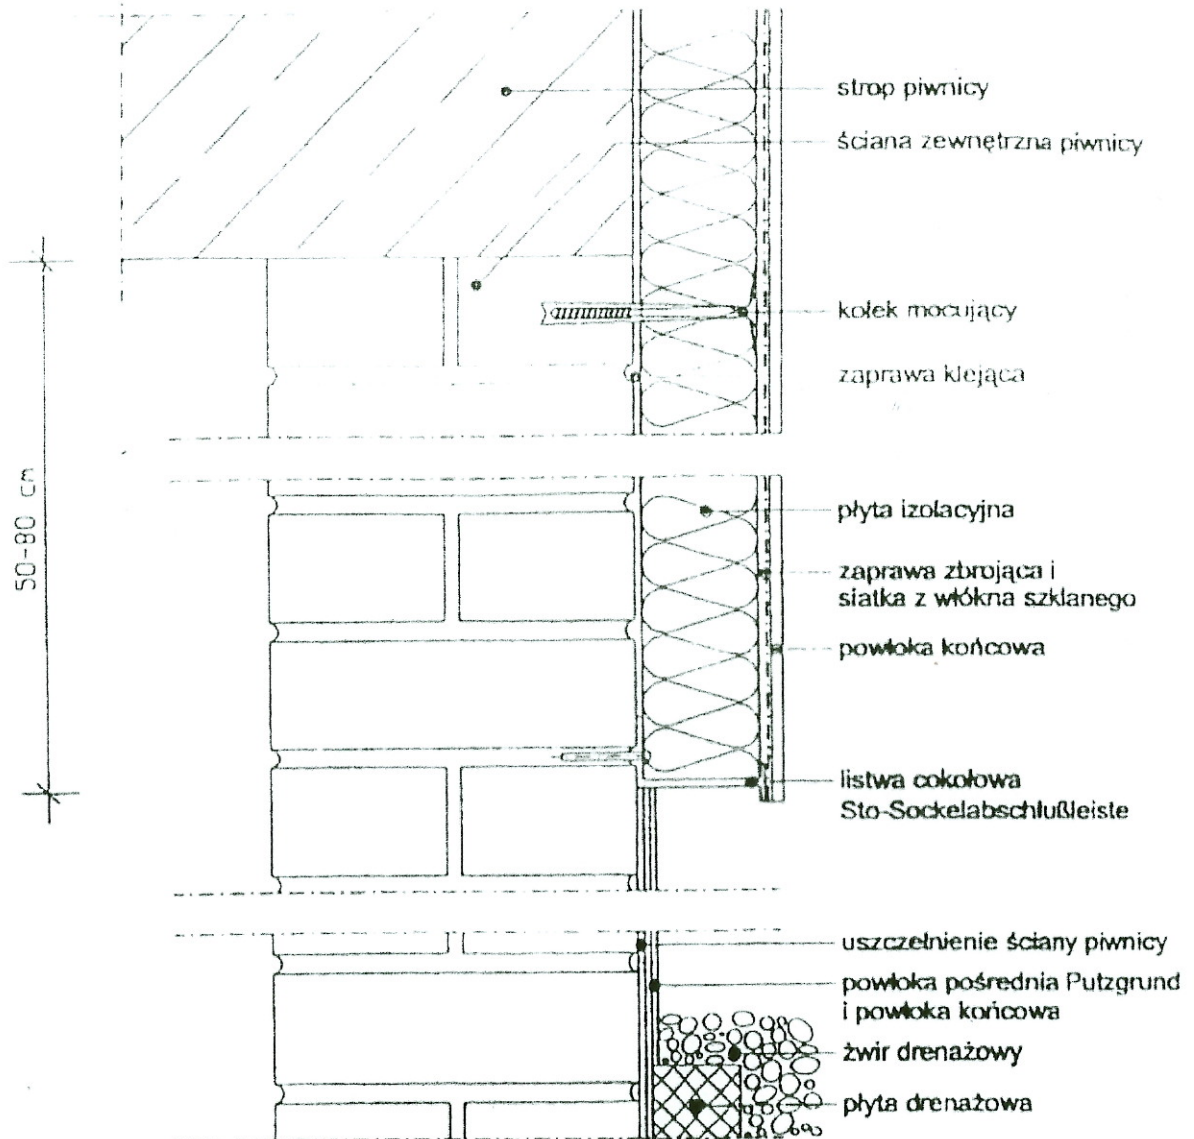 strop piwnicy
ściana zewnętrzna piwnicy
kołek mocujący
zaprawa klejąca
50-80 cm
płyta izolacyjna
zaprawa zbrojąca i
siatka z włókna szklanego
powłoka końcowa
listwa cokołowa
Sto-Sockelabschlußleiste
uszczelnienie ściany piwnicy
powłoka pośrednia Putzgrund
i powłoka końcowa
żwir drenażowy
płyta drenażowa